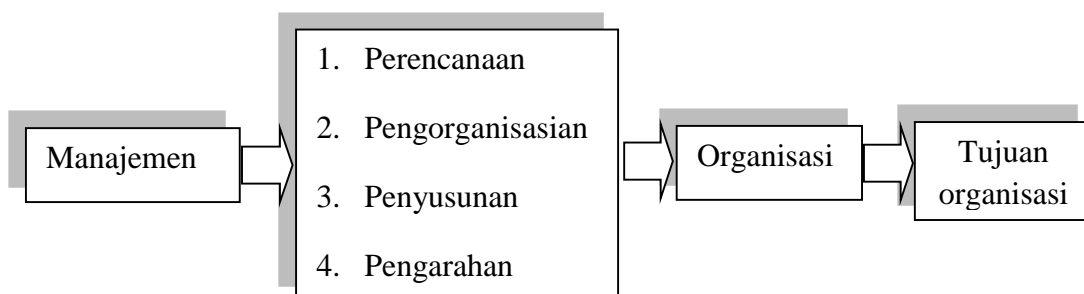 Manajemen
1. Perencanaan
2. Pengorganisasian
3. Penyusunan
4. Pengarahan
Organisasi
Tujuan
organisasi